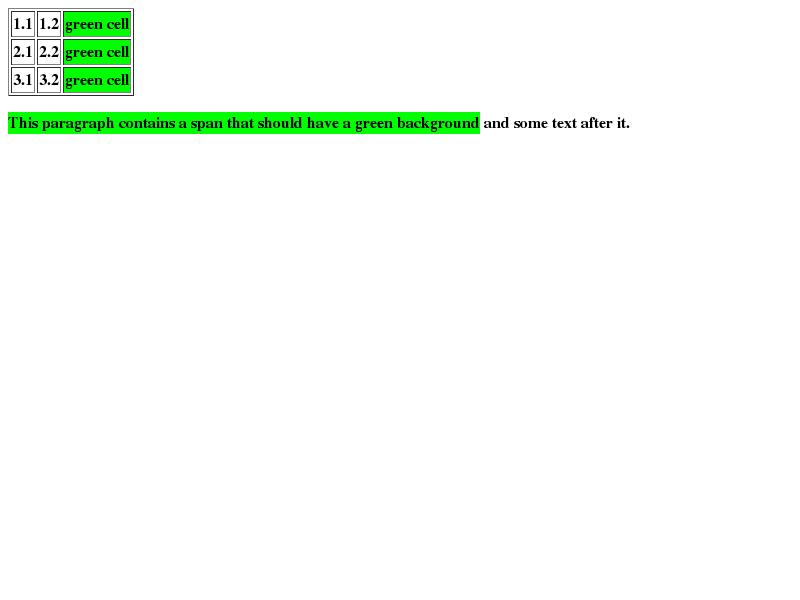 1.1 1.2 green cell
2.1 2.2 green cell
3.1 3.2 green cell
This paragraph contains a span that should have a green background and some text after it.